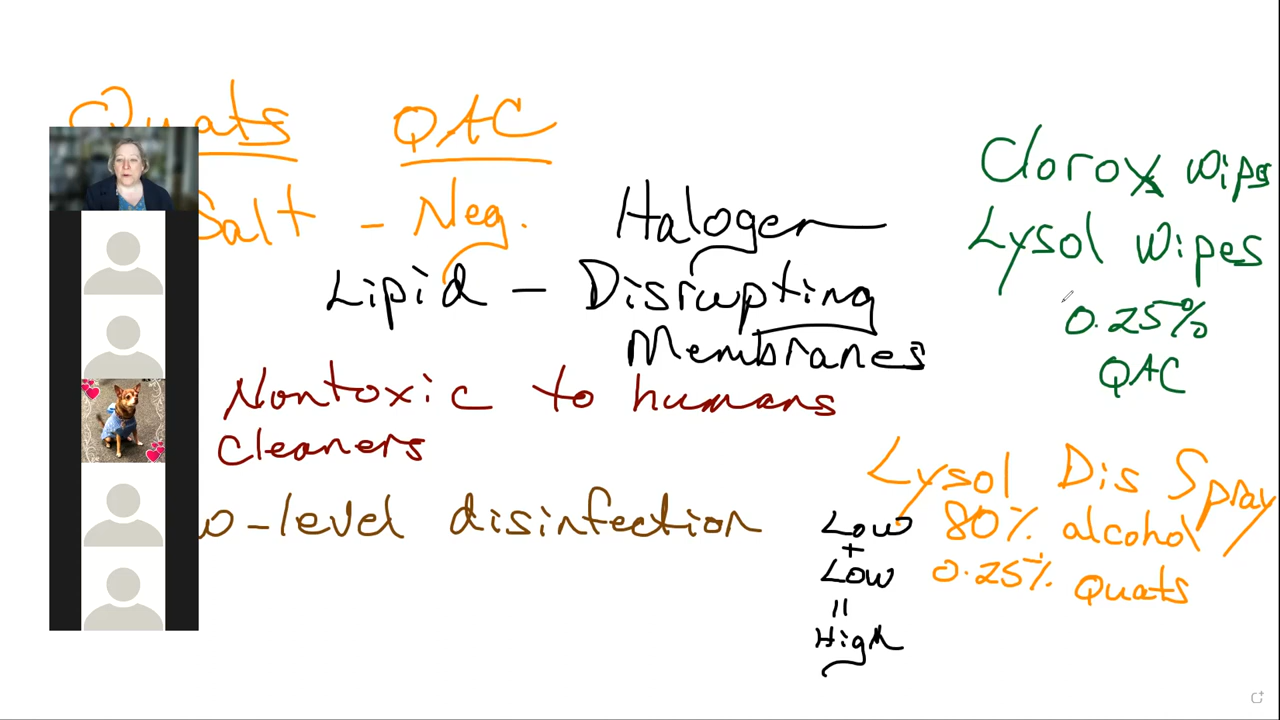 Quats QAC
Salt - Neg.
Halogen
Lipid - Disrupting
Membranes
Nontoxic to humans
cleaners
w-level disinfection
Clorox wipes
Lysol wipes
0.25%
QAC
Lysol Dis Spray
80% alcohol
0.25% Quats
Low
+
Low
=
High